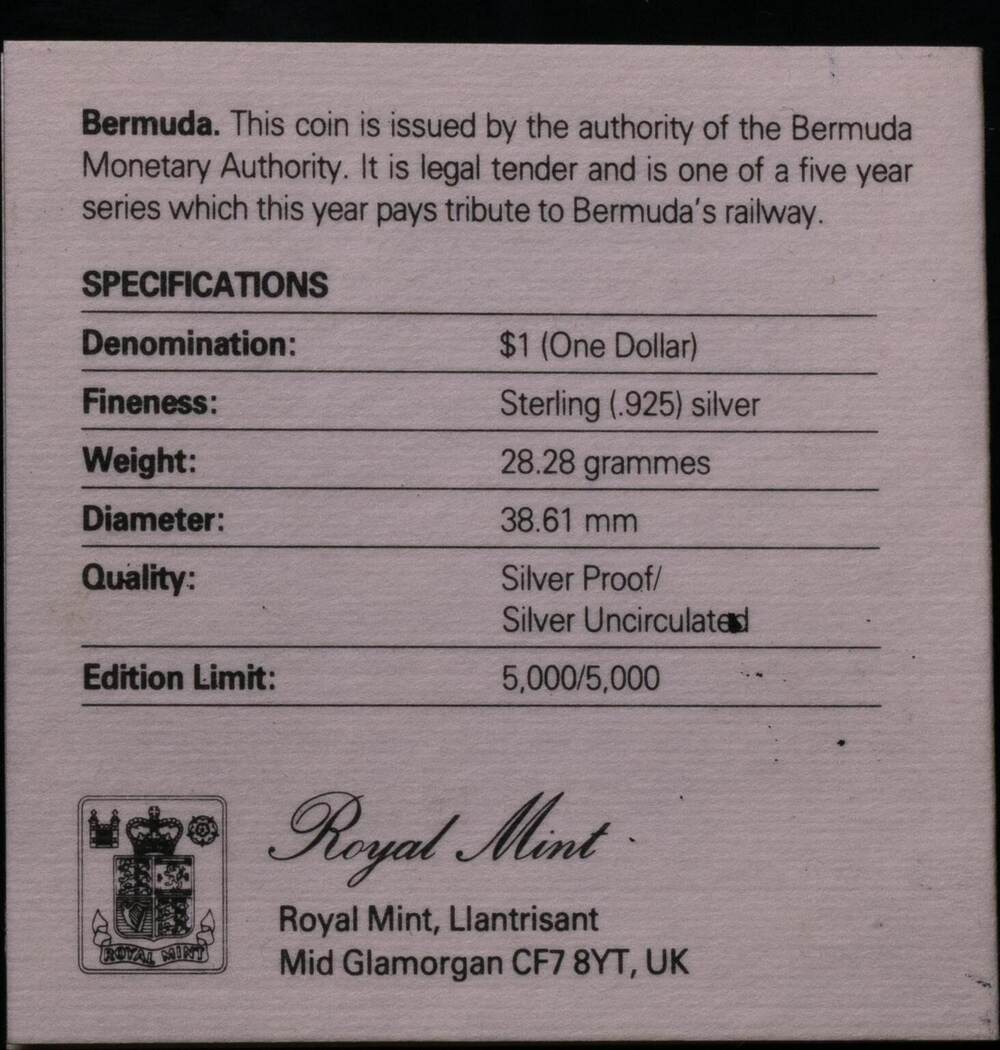 Bermuda. This coin is issued by the authority of the Bermuda
Monetary Authority. It is legal tender and is one of a five year
series which this year pays tribute to Bermuda's railway.
SPECIFICATIONS
Denomination: $1 (One Dollar)
Fineness: Sterling (.925) silver
Weight: 28.28 grammes
Diameter: 38.61 mm
Quality: Silver Proof/
Silver Uncirculated
Edition Limit: 5,000/5,000
Royal Mint
ROYAL MINT
Royal Mint, Llantrisant
Mid Glamorgan CF7 8YT, UK